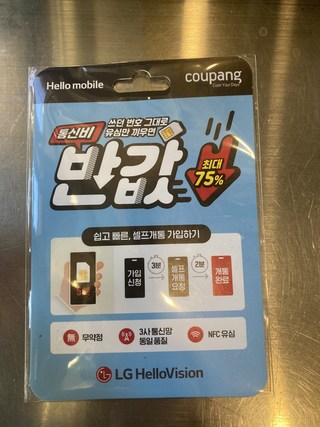 Hello mobile
coupang
쓰던 번호 그대로
유심만 끼우면
통신비
반값
최대
75%
쉽고 빠른, 셀프개통 가입하기
가입
신청
3분
셀프
개통
요청
2분
개통
완료
무약정
3사 통신망
동일 품질
NFC 유심
LG HelloVision